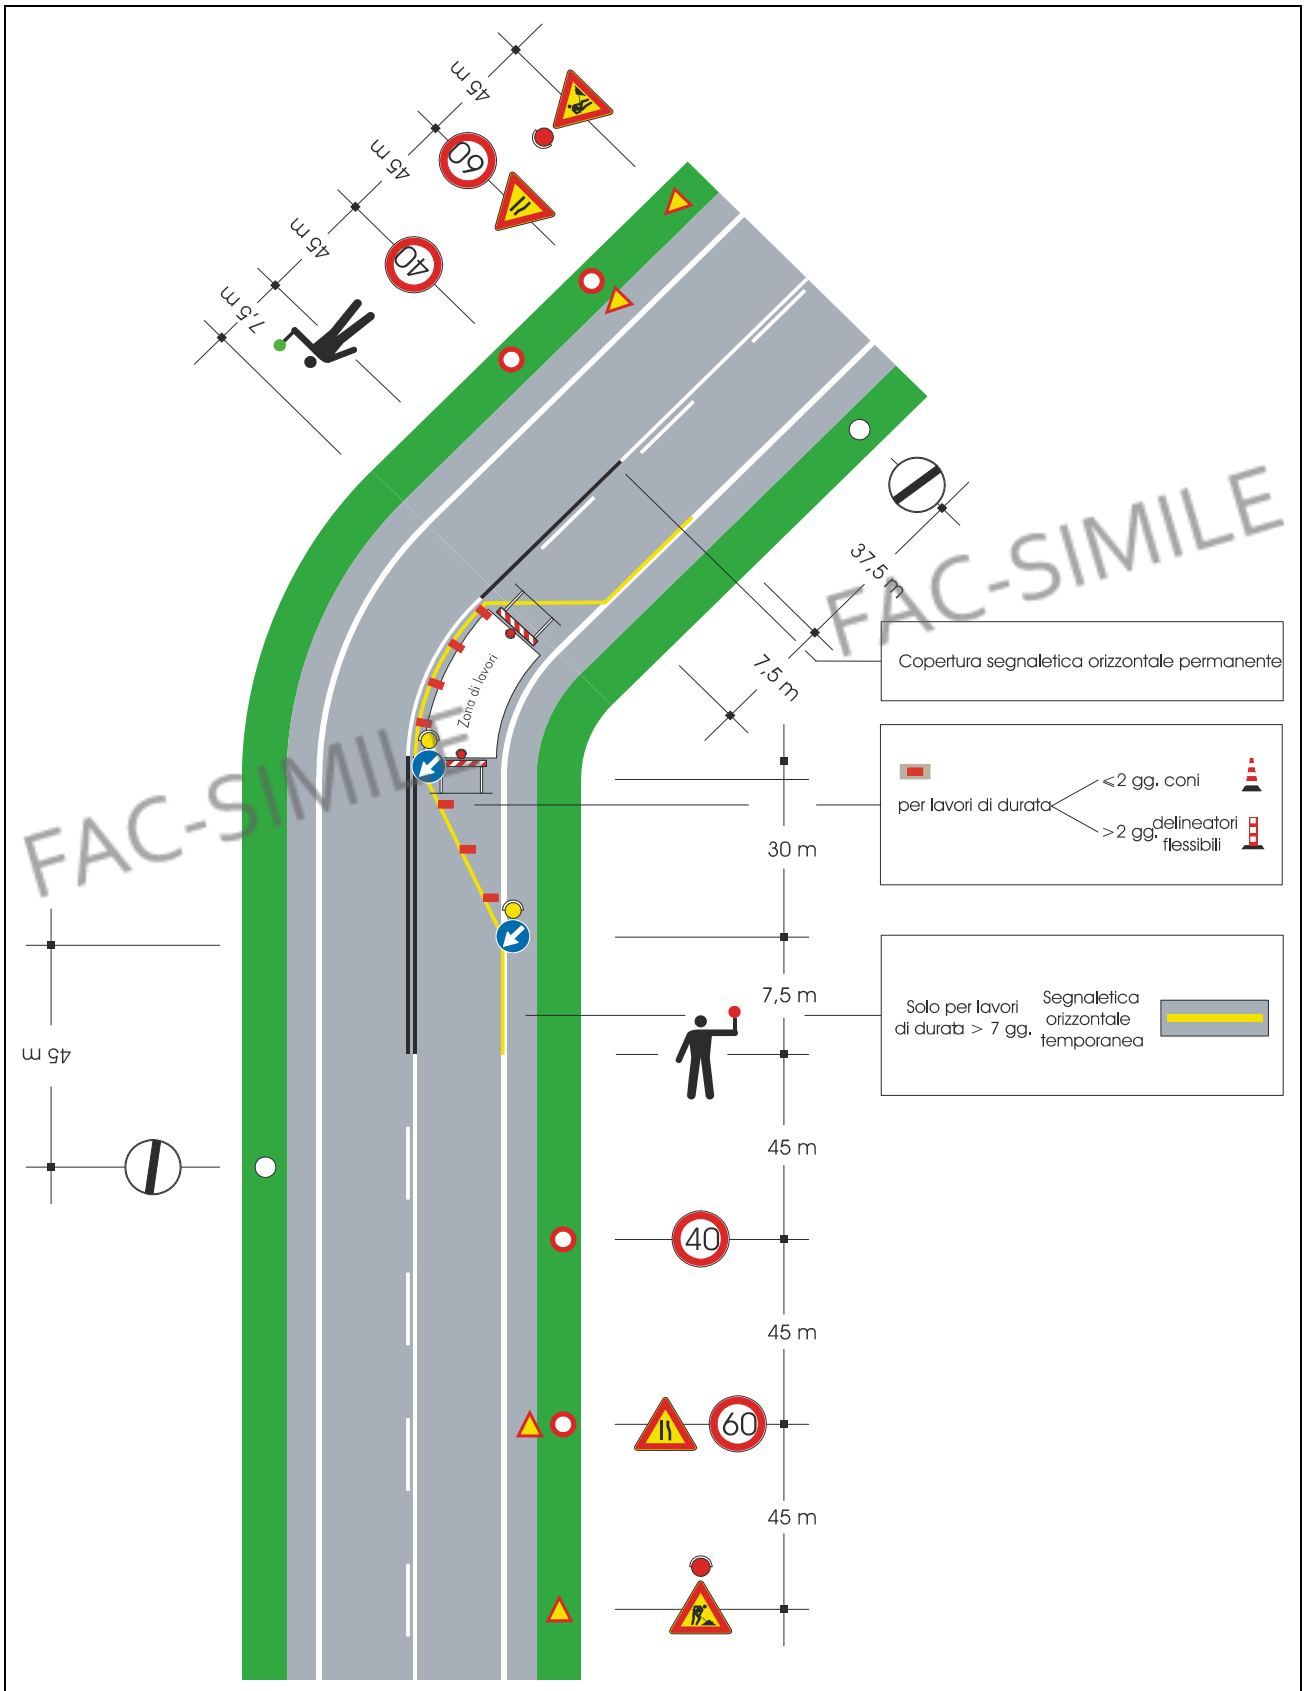 45 m
45 m
60
45 m
40
7,5 m
FAC-SIMILE
37,5 m
Copertura segnaletica orizzontale permanente
7,5 m
Zona di lavori
FAC-SIMILE
≤2 gg. coni
per lavori di durata
>2 gg. delineatori
flessibili
30 m
45 m
7,5 m
Solo per lavori
di durata > 7 gg.
Segnaletica
orizzontale
temporanea
45 m
40
45 m
60
45 m